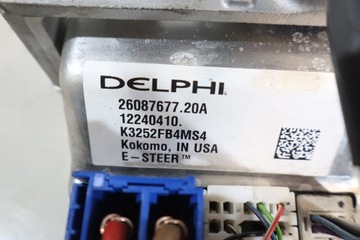 DELPHI
26087677.20A
12240410.
K3252FB4MS4
Kokomo, IN USA
E-STEER™